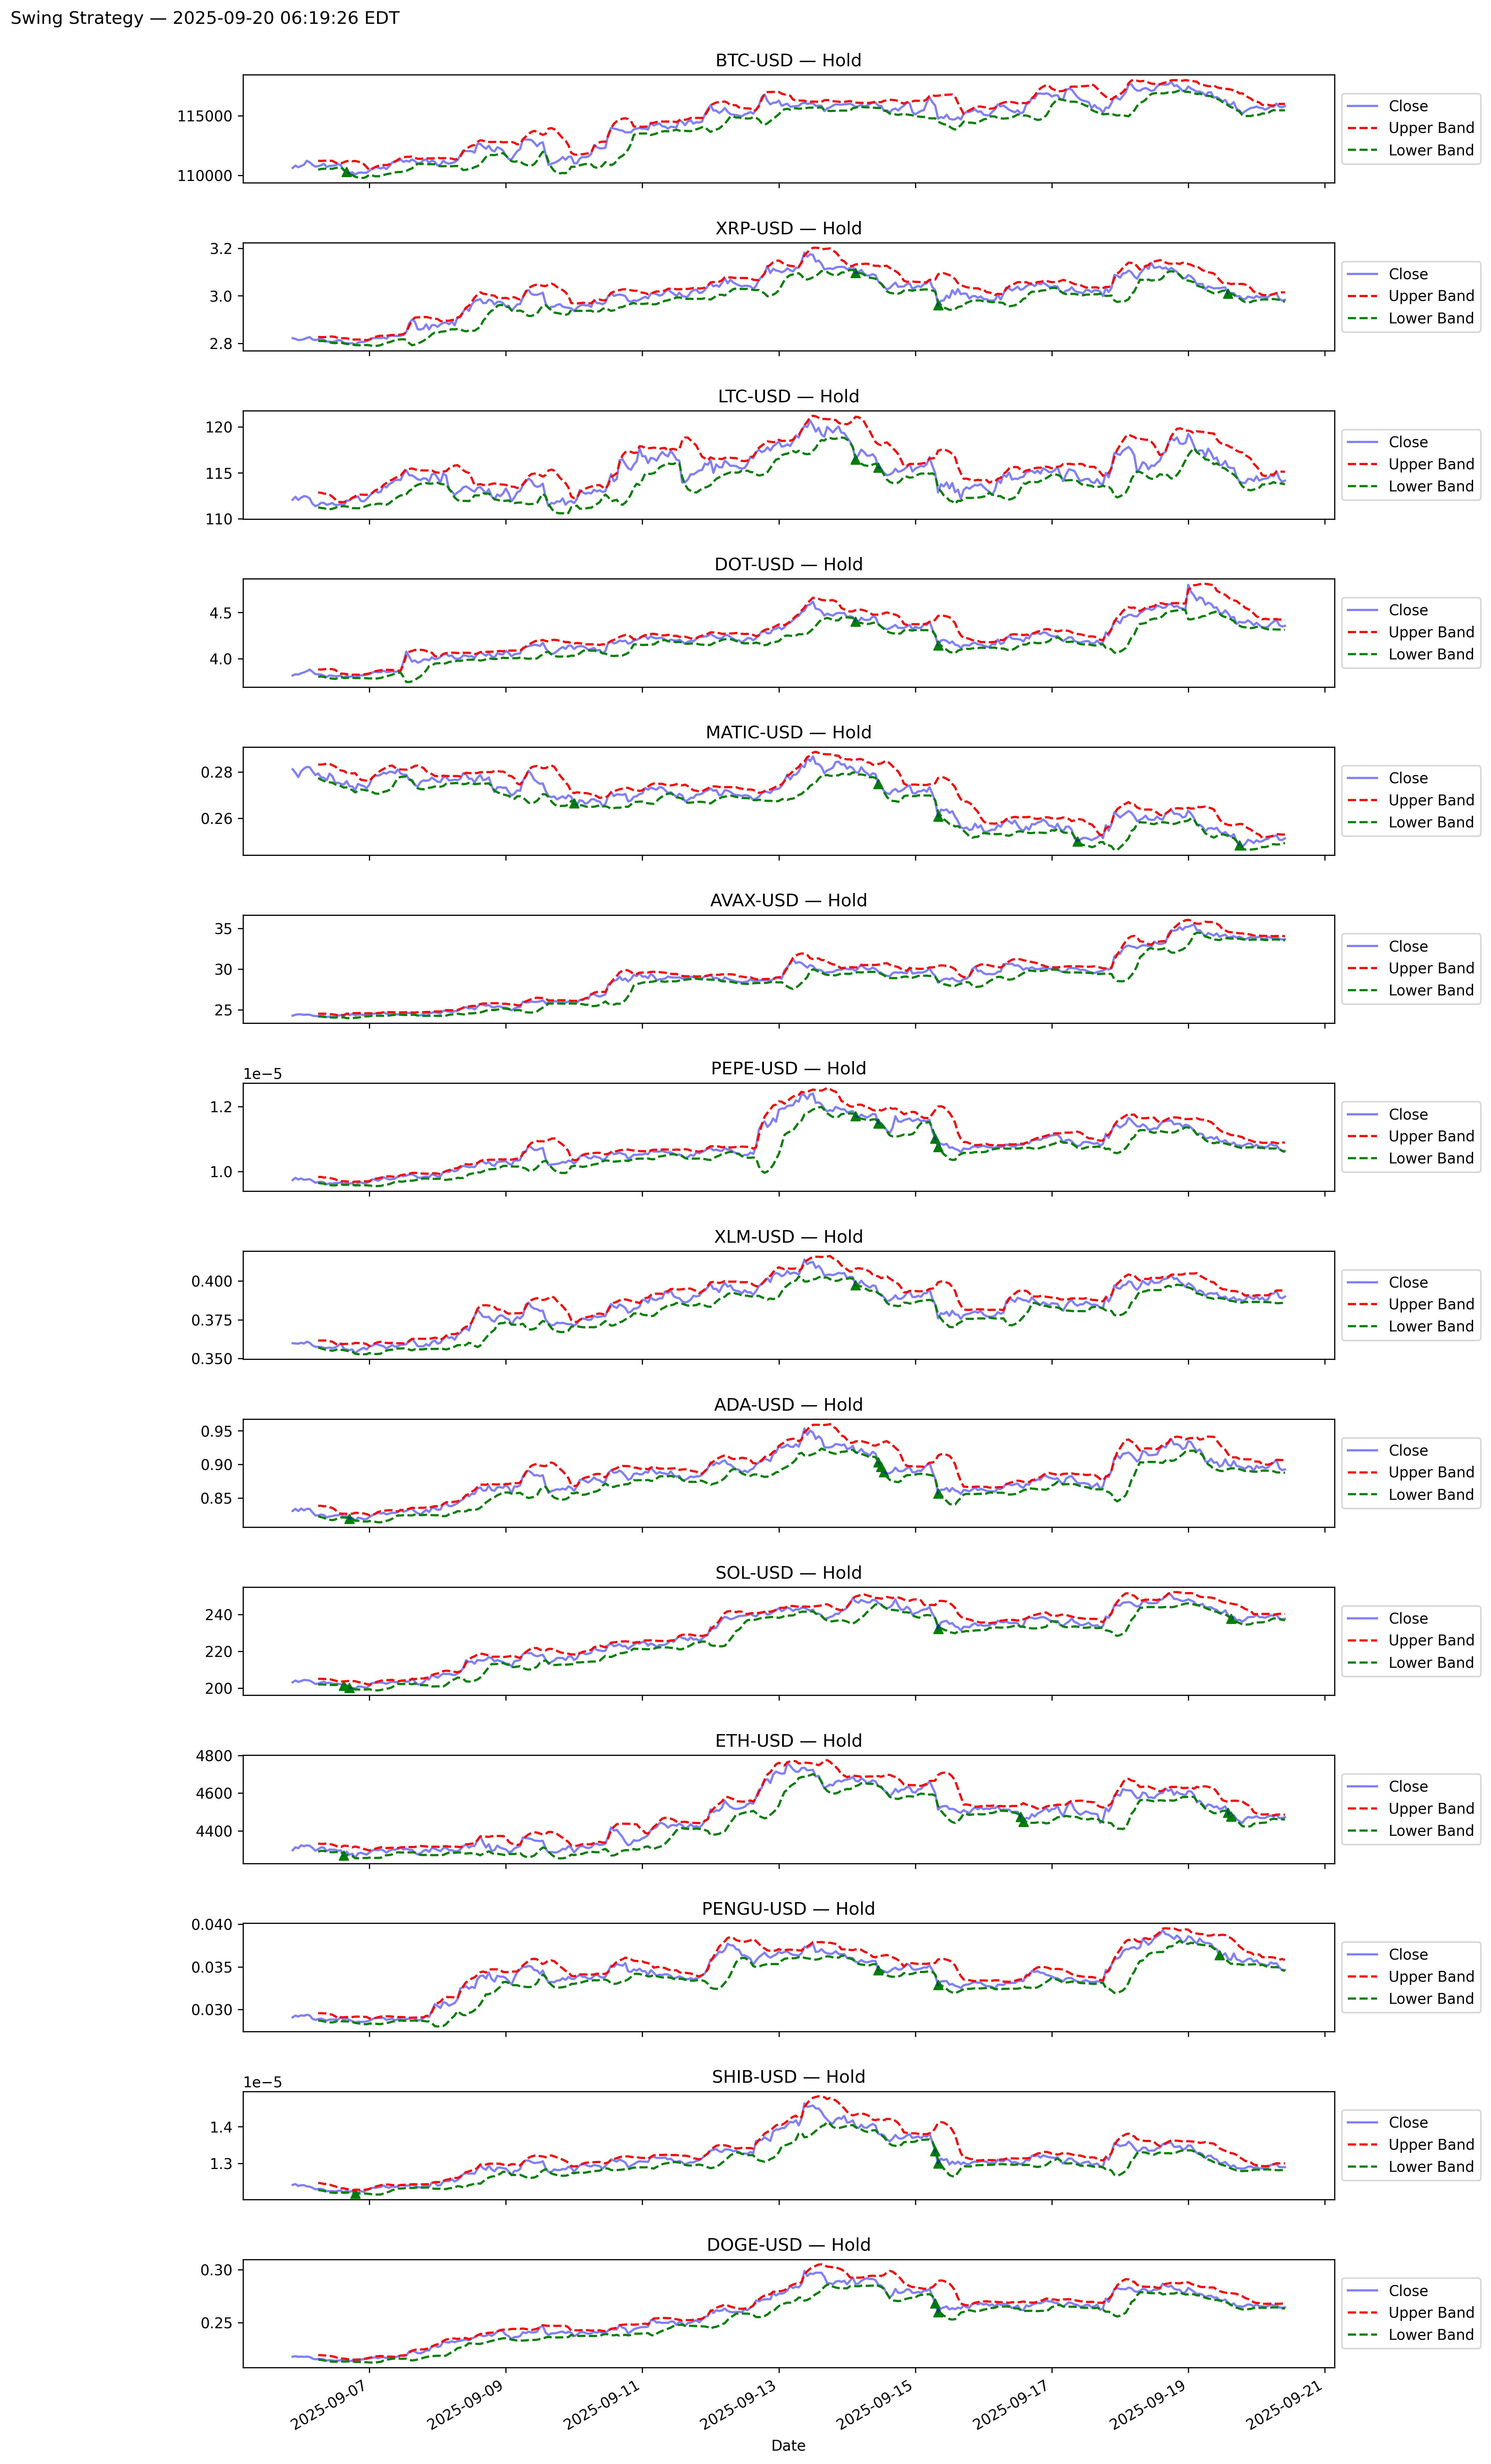 Swing Strategy — 2025-09-20 06:19:26 EDT
BTC-USD — Hold
115000
110000
Close
Upper Band
Lower Band
XRP-USD — Hold
3.2
3.0
2.8
Close
Upper Band
Lower Band
LTC-USD — Hold
120
115
110
Close
Upper Band
Lower Band
DOT-USD — Hold
4.5
4.0
Close
Upper Band
Lower Band
MATIC-USD — Hold
0.28
0.26
Close
Upper Band
Lower Band
AVAX-USD — Hold
35
30
25
Close
Upper Band
Lower Band
PEPE-USD — Hold
1e−5
1.2
1.0
Close
Upper Band
Lower Band
XLM-USD — Hold
0.400
0.375
0.350
Close
Upper Band
Lower Band
ADA-USD — Hold
0.95
0.90
0.85
Close
Upper Band
Lower Band
SOL-USD — Hold
240
220
200
Close
Upper Band
Lower Band
ETH-USD — Hold
4800
4600
4400
Close
Upper Band
Lower Band
PENGU-USD — Hold
0.040
0.035
0.030
Close
Upper Band
Lower Band
SHIB-USD — Hold
1e−5
1.4
1.3
Close
Upper Band
Lower Band
DOGE-USD — Hold
0.30
0.25
Close
Upper Band
Lower Band
2025-09-07
2025-09-09
2025-09-11
2025-09-13
2025-09-15
2025-09-17
2025-09-19
2025-09-21
Date